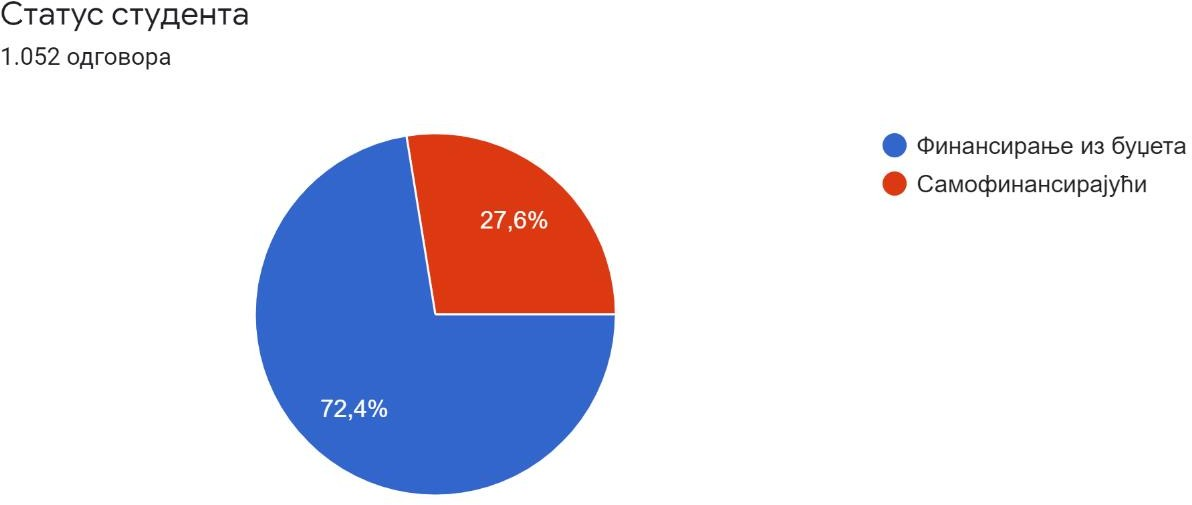 Статус студента
1.052 одговора
Финансирање из буџета
Самофинансирајући
27,6%
72,4%